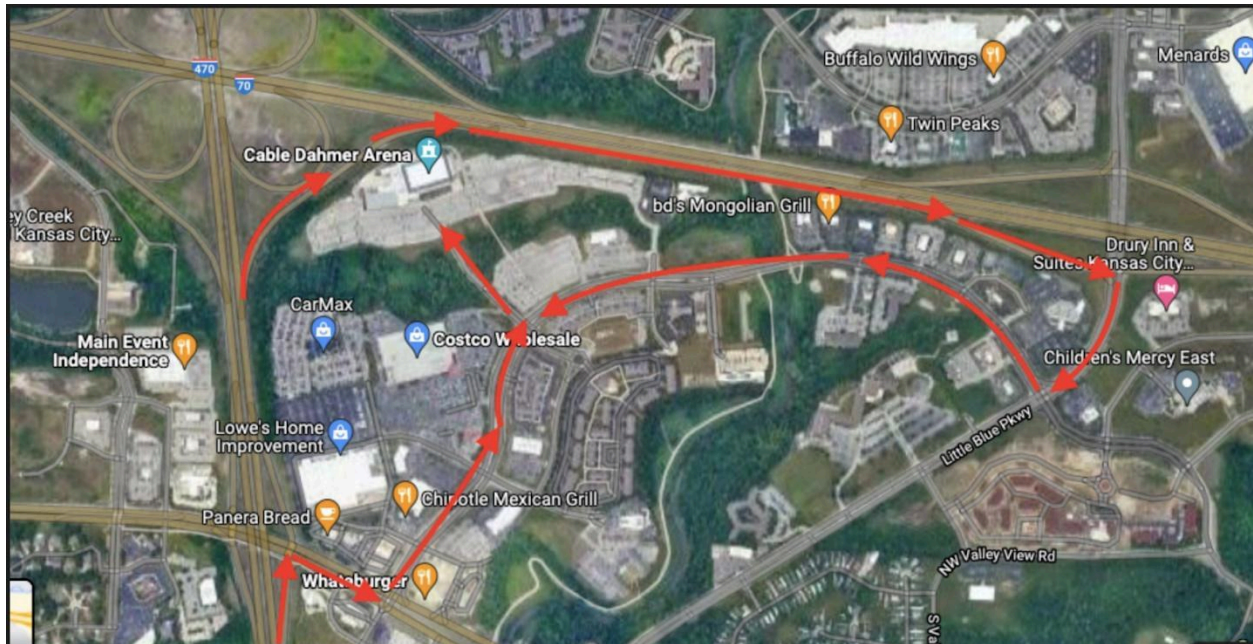 Buffalo Wild Wings
Menards
470
70
Twin Peaks
Cable Dahmer Arena
bd's Mongolian Grill
ey Creek
Kansas City...
Drury Inn &
Suites Kansas City...
CarMax
Main Event
Independence
Costco Wholesale
Children's Mercy East
Lowe's Home
Improvement
Little Blue Pkwy
Chipotle Mexican Grill
Panera Bread
NW Valley View Rd
Whataburger
S Va